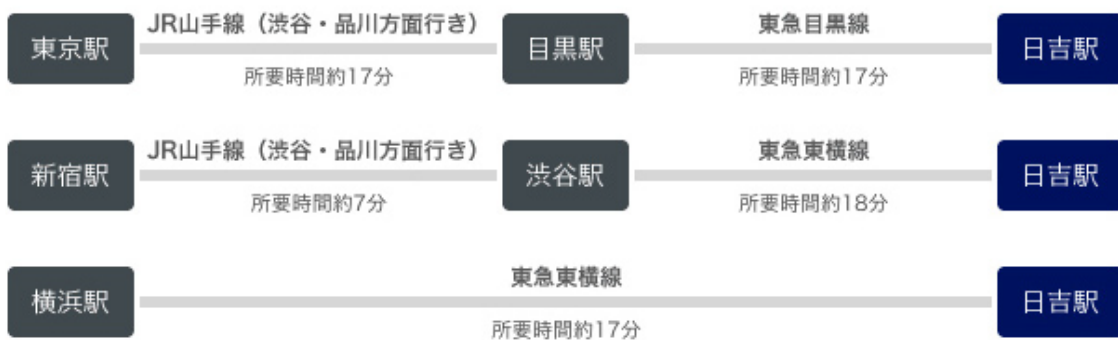 JR山手線（渋谷・品川方面行き）
東急目黒線
東京駅
目黒駅
日吉駅
所要時間約17分
所要時間約17分
JR山手線（渋谷・品川方面行き）
東急東横線
新宿駅
渋谷駅
日吉駅
所要時間約7分
所要時間約18分
東急東横線
横浜駅
日吉駅
所要時間約17分